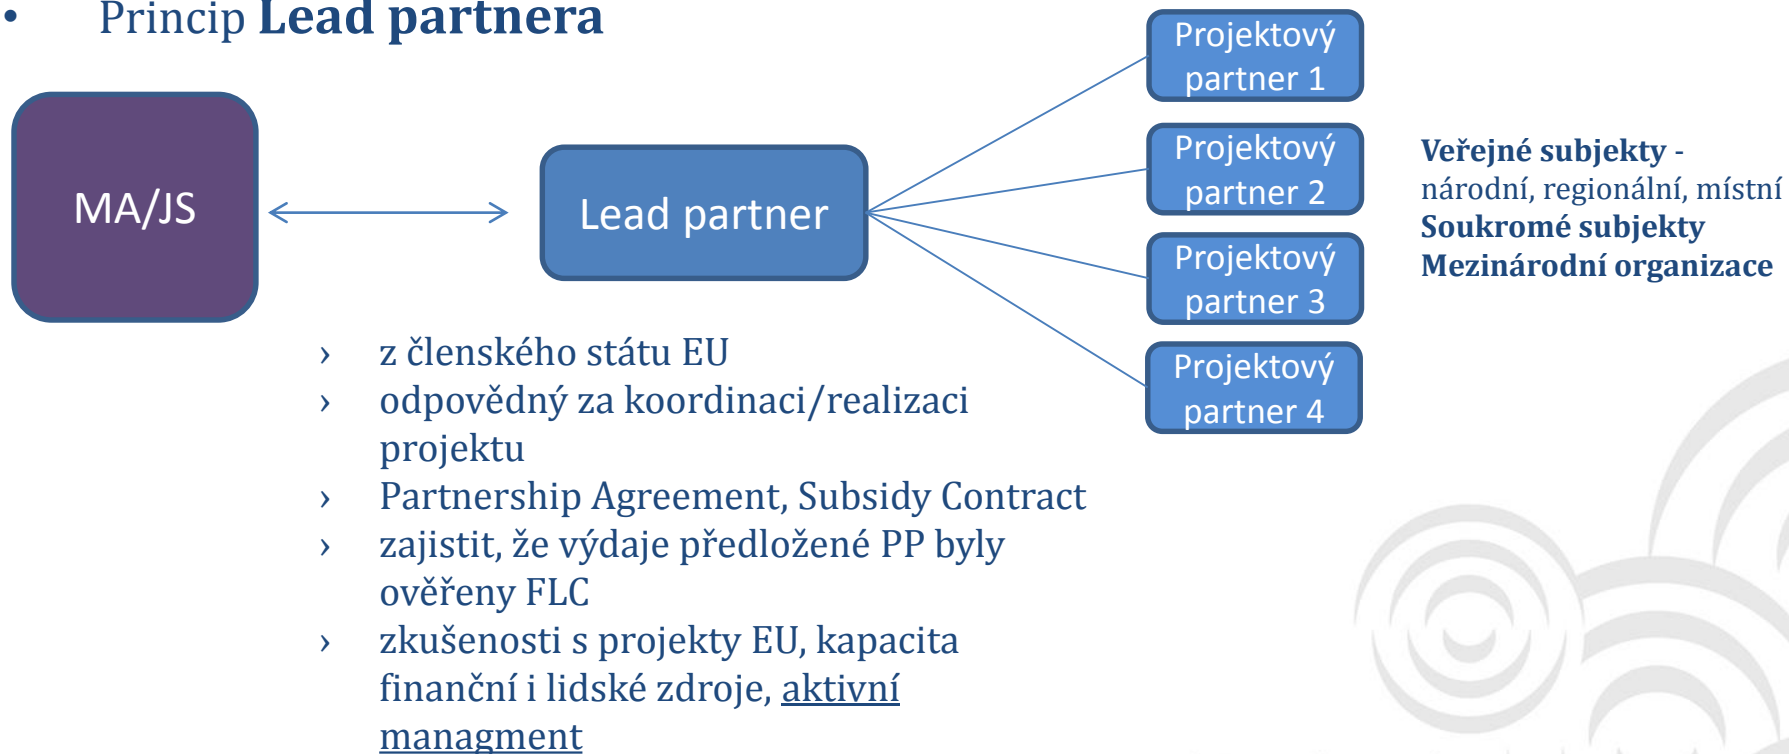 • Princip Lead partnera
MA/JS
Lead partner
Projektový
partner 1
Projektový
partner 2
Projektový
partner 3
Projektový
partner 4
Veřejné subjekty -
národní, regionální, místní
Soukromé subjekty
Mezinárodní organizace
› z členského státu EU
› odpovědný za koordinaci/realizaci
projektu
› Partnership Agreement, Subsidy Contract
› zajistit, že výdaje předložené PP byly
ověřeny FLC
› zkušenosti s projekty EU, kapacita
finanční i lidské zdroje, aktivní
managment